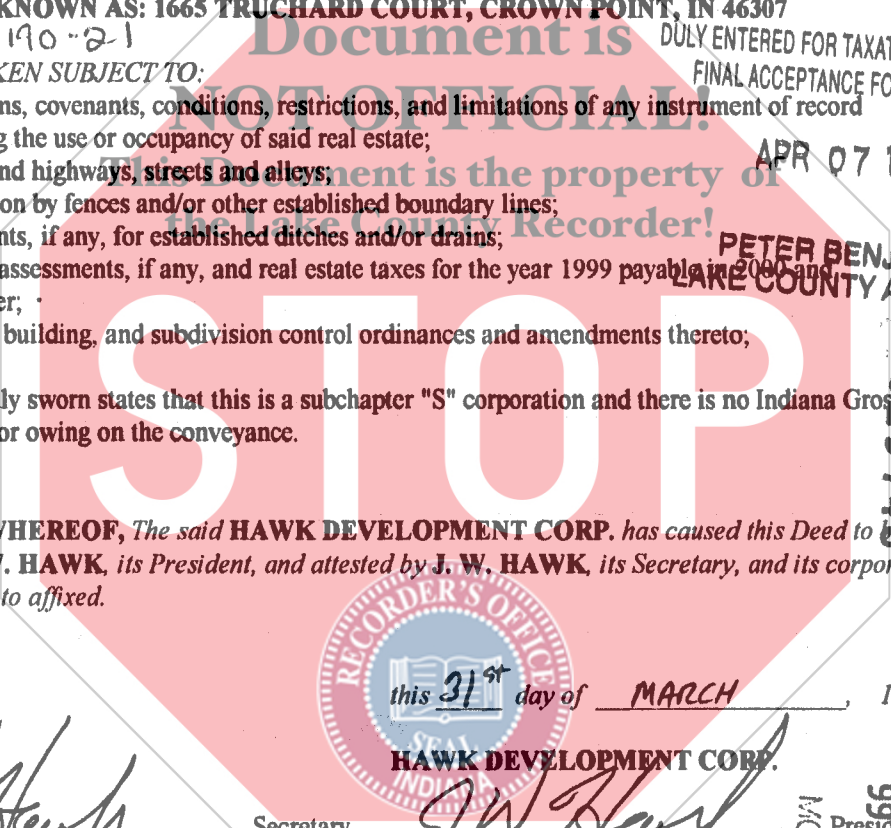 KNOWN AS: 1665 TRUCHARD COURT, CROWN POINT, IN 46307
190-21
Document is
DULY ENTERED FOR TAXAT
FINAL ACCEPTANCE FO
KEN SUBJECT TO:
NOT OFFICIAL!
ns, covenants, conditions, restrictions, and limitations of any instrument of record
g the use or occupancy of said real estate;
APR 07 1
nd highways, streets and alleys;
This Document is the property of
on by fences and/or other established boundary lines;
the Lake County Recorder!
nts, if any, for established ditches and/or drains;
PETER BENJ
assessments, if any, and real estate taxes for the year 1999 payable in 2000 and
LAKE COUNTY A
er;
building, and subdivision control ordinances and amendments thereto;
STOP
ly sworn states that this is a subchapter "S" corporation and there is no Indiana Gros
or owing on the conveyance.
WHEREOF, The said HAWK DEVELOPMENT CORP. has caused this Deed to b
. HAWK, its President, and attested by J. W. HAWK, its Secretary, and its corpor
to affixed.
RECORDER'S OFFICE
SEAL
INDIANA
this 31st day of MARCH, 1
HAWK DEVELOPMENT CORP.
Secretary
Presid